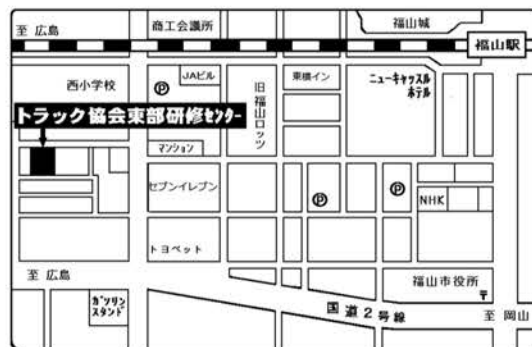 至 広島
商工会議所
福山城
福山駅
西小学校
Ⓟ
JAビル
旧福山ロッツ
東横イン
ニューキャッスル
ホテル
トラック協会東部研修センター
マンション
セブンイレブン
Ⓟ
Ⓟ
NHK
トヨペット
至 広島
福山市役所
〒
ガソリン
スタンド
国道2号線
至 岡山